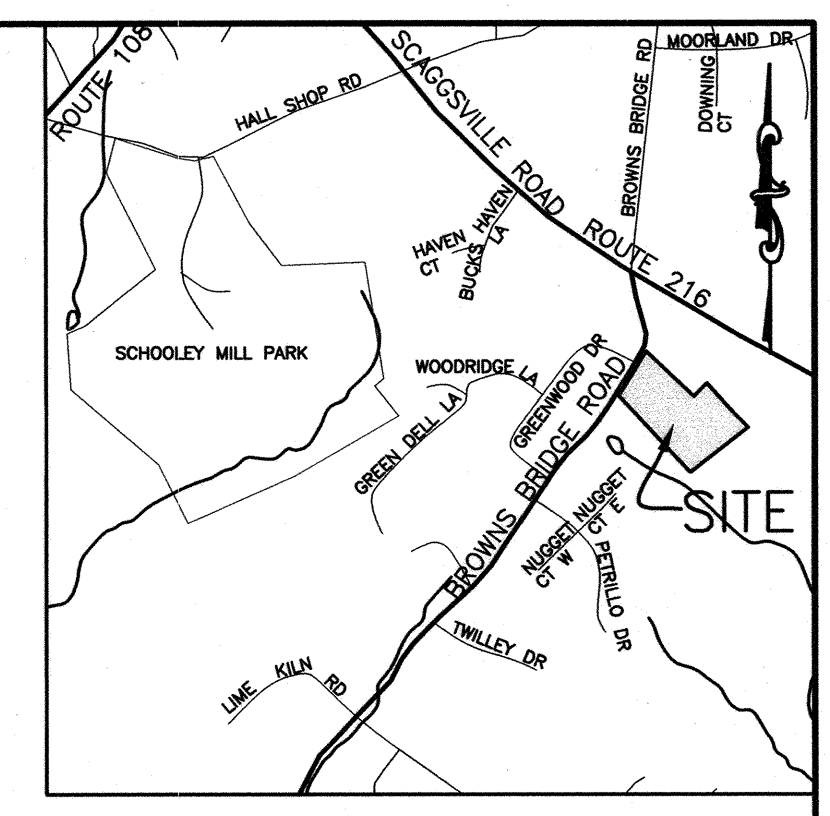 ROUTE 108
HALL SHOP RD
SCAGGSVILLE ROAD ROUTE 216
BROWNS BRIDGE RD
MOORLAND DR
DOWNING
CT
HAVEN
CT
BUCKS HAVEN
LA
SCHOOLEY MILL PARK
WOODRIDGE LA
GREENWOOD DR
GREEN DELL LA
BROWNS BRIDGE ROAD
NUGGET
CT W
NUGGET
CT E
SITE
PETRILLO DR
TWILLEY DR
LIME KILN RD